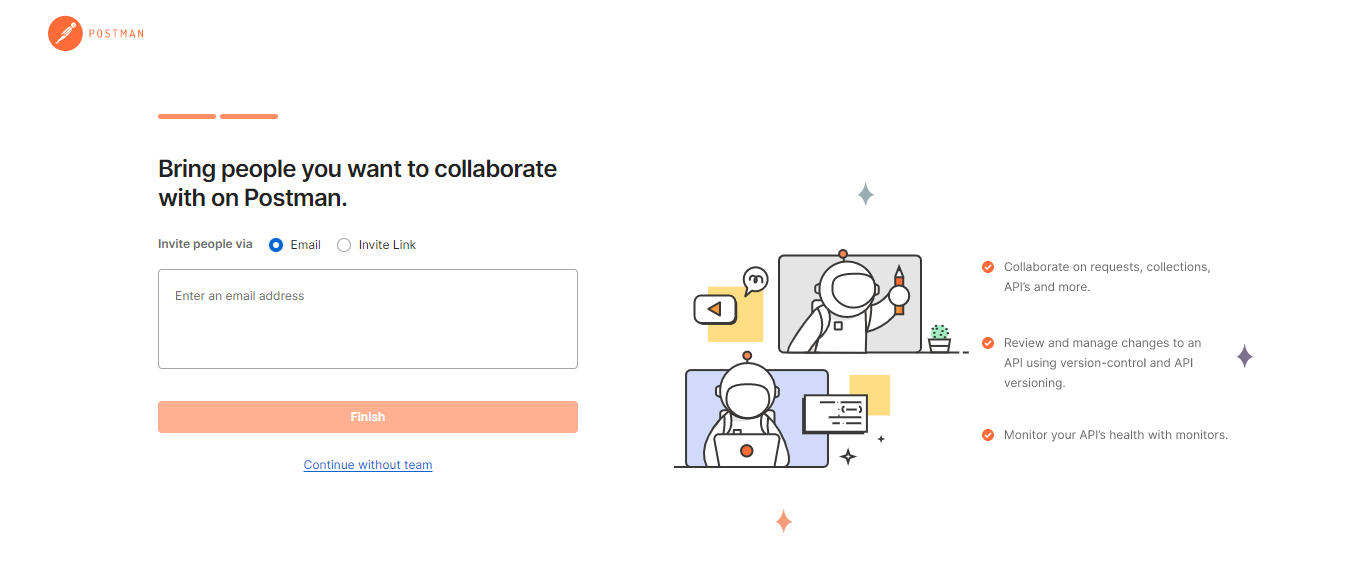 POSTMAN
Bring people you want to collaborate
with on Postman.
Invite people via Email Invite Link
Enter an email address
Finish
Continue without team
Collaborate on requests, collections,
API's and more.
Review and manage changes to an
API using version-control and API
versioning.
Monitor your API's health with monitors.